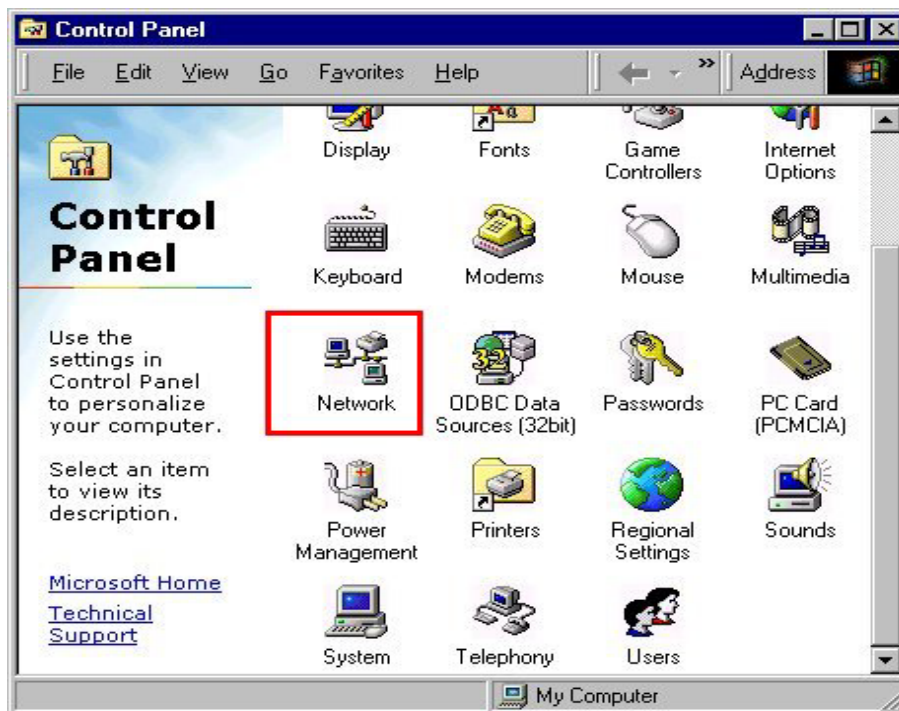 Control Panel
File Edit View Go Favorites Help » Address
Display Fonts Game Controllers Internet Options
Control
Panel
Keyboard Modems Mouse Multimedia
Use the
settings in
Control Panel
to personalize
your computer.
Network ODBC Data Sources (32bit) Passwords PC Card (PCMCIA)
32
Select an item
to view its
description.
Power Management Printers Regional Settings Sounds
Microsoft Home
Technical
Support
System Telephony Users
My Computer